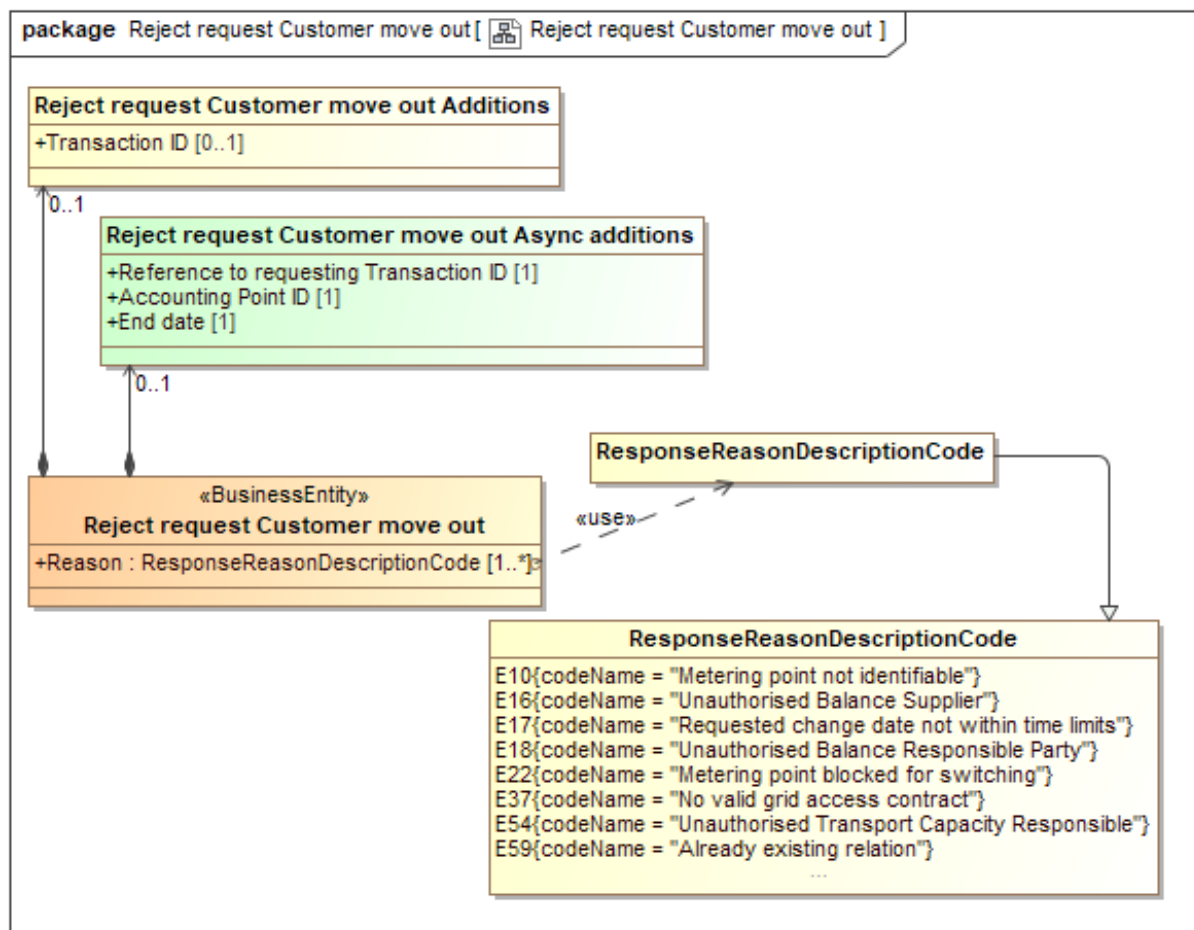 package Reject request Customer move out [ Reject request Customer move out ]
Reject request Customer move out Additions
+Transaction ID [0..1]
0..1
Reject request Customer move out Async additions
+Reference to requesting Transaction ID [1]
+Accounting Point ID [1]
+End date [1]
0..1
ResponseReasonDescriptionCode
«BusinessEntity»
Reject request Customer move out
«use»
+Reason : ResponseReasonDescriptionCode [1..*]
ResponseReasonDescriptionCode
E10{codeName = "Metering point not identifiable"}
E16{codeName = "Unauthorised Balance Supplier"}
E17{codeName = "Requested change date not within time limits"}
E18{codeName = "Unauthorised Balance Responsible Party"}
E22{codeName = "Metering point blocked for switching"}
E37{codeName = "No valid grid access contract"}
E54{codeName = "Unauthorised Transport Capacity Responsible"}
E59{codeName = "Already existing relation"}
...